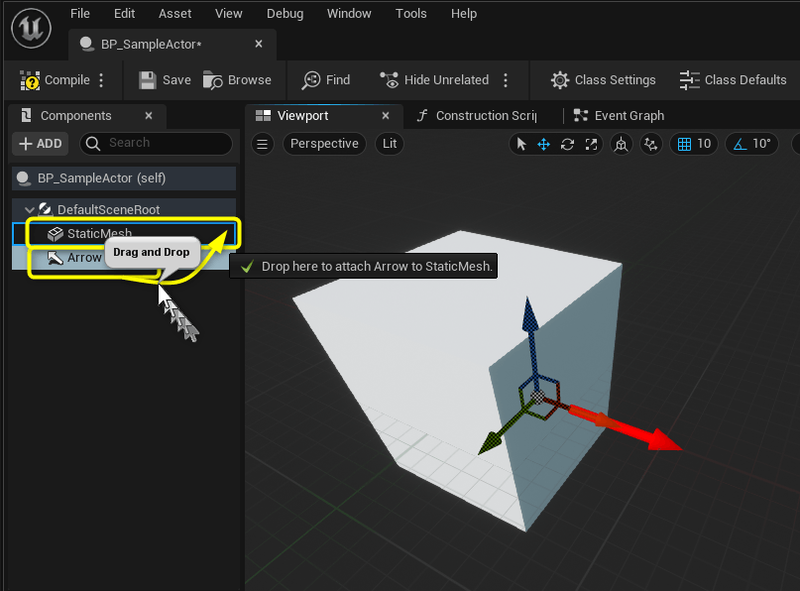 File Edit Asset View Debug Window Tools Help
BP_SampleActor*
Compile Save Browse Find Hide Unrelated Class Settings Class Defaults
Components Viewport Construction Scrip Event Graph
ADD Search Perspective Lit 10 10°
BP_SampleActor (self)
DefaultSceneRoot
StaticMesh
Drag and Drop
Arrow
Drop here to attach Arrow to StaticMesh.